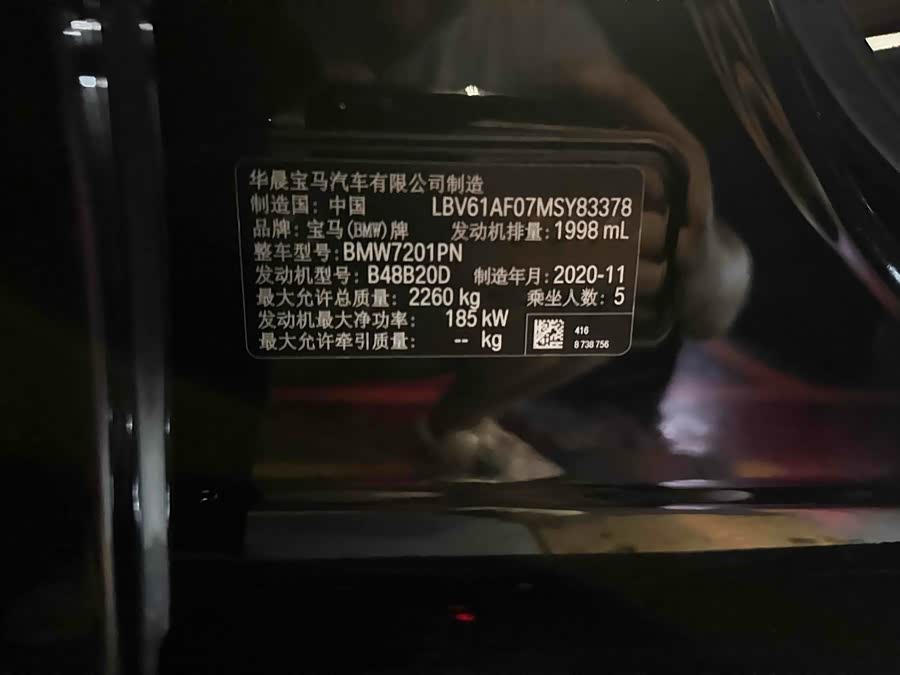 华晨宝马汽车有限公司制造
制造国: 中国 LBV61AF07MSY83378
品牌: 宝马(BMW)牌 发动机排量: 1998 mL
整车型号: BMW7201PN
发动机型号: B48B20D 制造年月: 2020-11
最大允许总质量: 2260 kg 乘坐人数: 5
发动机最大净功率: 185 kW
最大允许牵引质量: -- kg
416
8 738 756